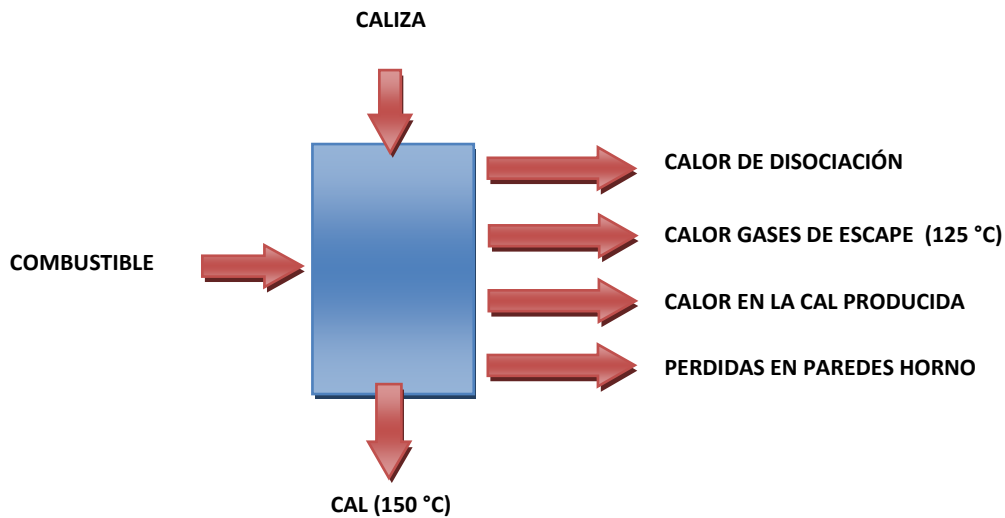 CALIZA
CALOR DE DISOCIACIÓN
CALOR GASES DE ESCAPE (125 °C)
COMBUSTIBLE
CALOR EN LA CAL PRODUCIDA
PERDIDAS EN PAREDES HORNO
CAL (150 °C)